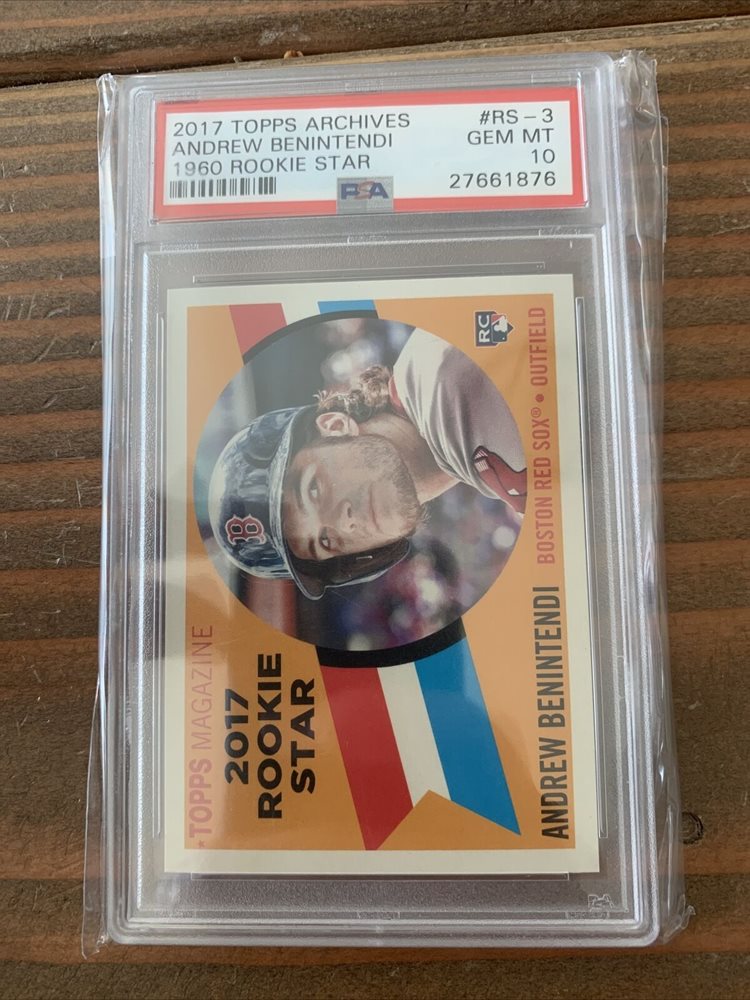 2017 TOPPS ARCHIVES #RS-3
ANDREW BENINTENDI GEM MT
1960 ROOKIE STAR 10
PSA 27661876
*TOPPS MAGAZINE
2017
ROOKIE
STAR
B
RC
ANDREW BENINTENDI BOSTON RED SOX® • OUTFIELD